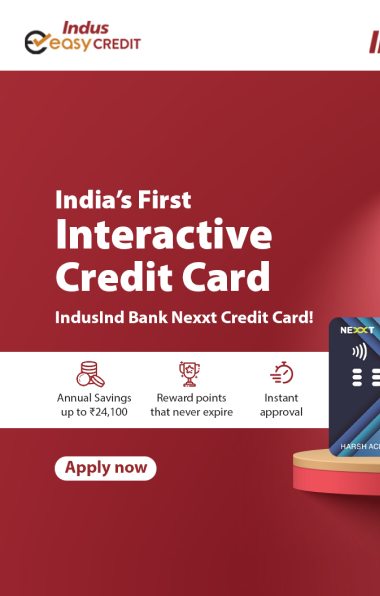 Indus
easy CREDIT
India's First
Interactive
Credit Card
IndusInd Bank Nexxt Credit Card!
Annual Savings
up to ₹24,100
Reward points
that never expire
Instant
approval
NEXXT
HARSH
Apply now